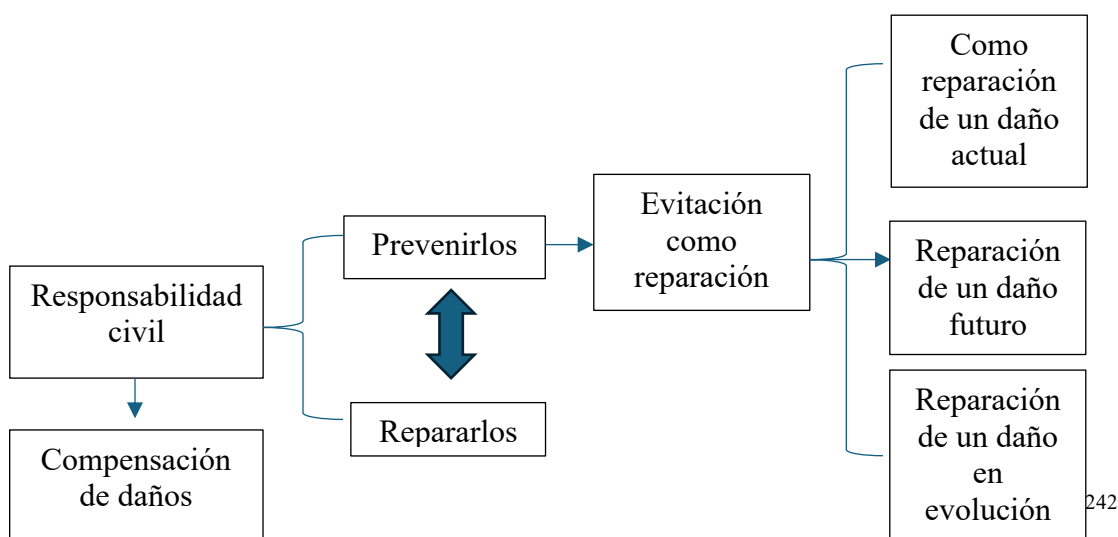 Responsabilidad
civil
Compensación
de daños
Prevenirlos
Repararlos
Evitación
como
reparación
Como
reparación
de un daño
actual
Reparación
de un daño
futuro
Reparación
de un daño
en
evolución
242